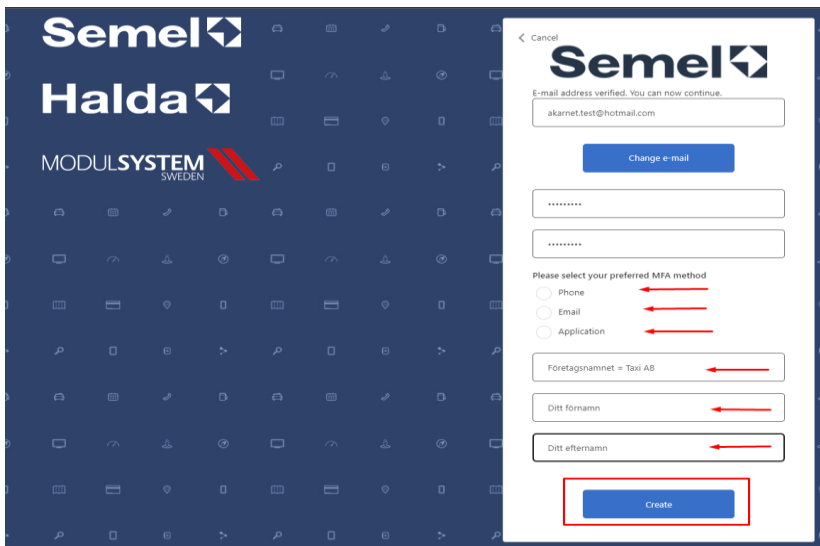 Semel
Halda
MODULSYSTEM
SWEDEN
Cancel
Semel
E-mail address verified. You can now continue.
akarnet.test@hotmail.com
Change e-mail
•••••••••
•••••••••
Please select your preferred MFA method
Phone
Email
Application
Företagsnamnet = Taxi AB
Ditt förnamn
Ditt efternamn
Create